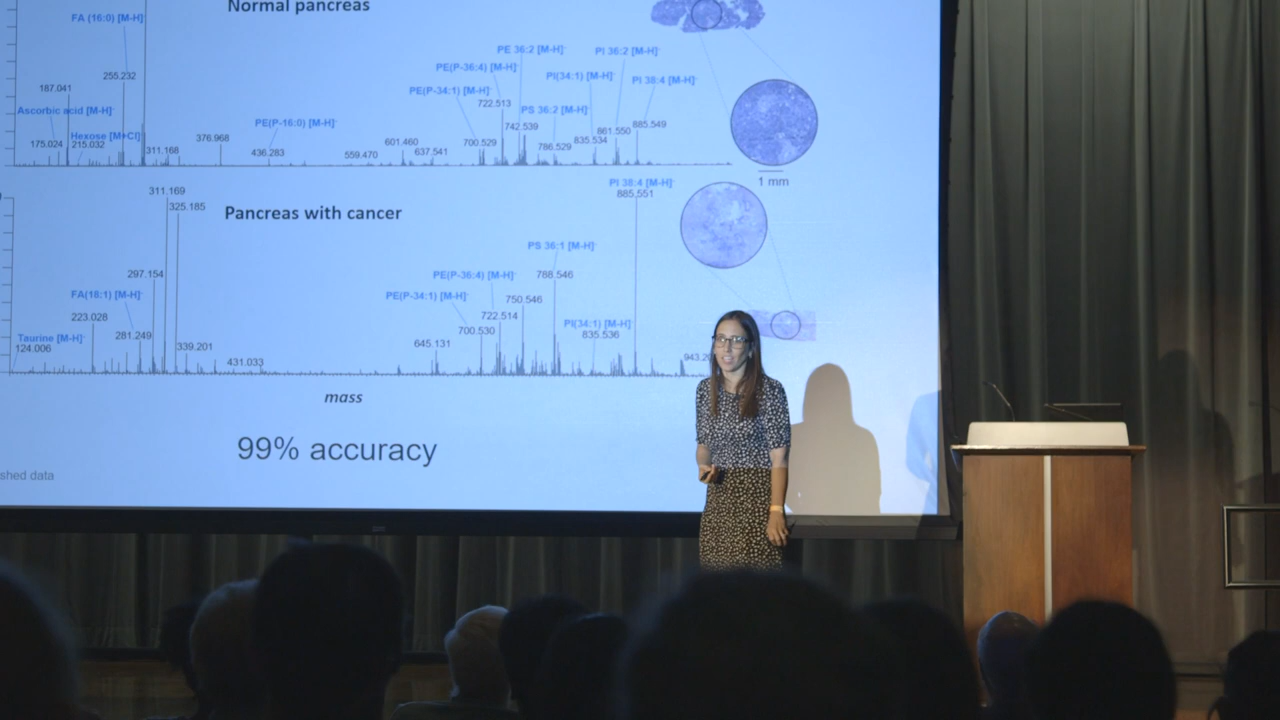 Normal pancreas
FA (16:0) [M-H]-
PE 36:2 [M-H]-
PI 36:2 [M-H]-
PE(P-36:4) [M-H]-
PI(34:1) [M-H]-
PI 38:4 [M-H]-
255.232
187.041
PE(P-34:1) [M-H]-
722.513
Ascorbic acid [M-H]-
PS 36:2 [M-H]-
PE(P-16:0) [M-H]-
742.539
885.549
861.550
Hexose [M+Cl]-
376.968
601.460
700.529
835.534
175.024
215.032
311.168
436.283
559.470
637.541
786.529
1 mm
PI 38:4 [M-H]-
885.551
311.169
325.185
Pancreas with cancer
PS 36:1 [M-H]-
297.154
PE(P-36:4) [M-H]-
788.546
FA(18:1) [M-H]-
PE(P-34:1) [M-H]-
750.546
223.028
722.514
PI(34:1) [M-H]-
Taurine [M-H]-
281.249
700.530
835.536
124.006
339.201
645.131
431.033
943.20
mass
99% accuracy
shed data